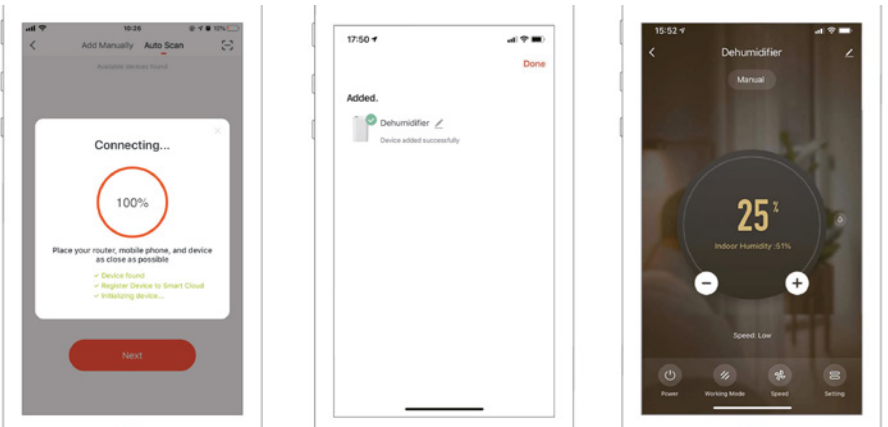 10:26
12%
Add Manually Auto Scan
Available devices found
Connecting...
100%
Place your router, mobile phone, and device
as close as possible
✓ Device found
✓ Register Device to Smart Cloud
✓ Initializing device...
Next
17:50
Done
Added.
Dehumidifier
Device added successfully
15:52
Dehumidifier
Manual
25%
Indoor Humidity :51%
Speed: Low
Power Working Mode Speed Setting